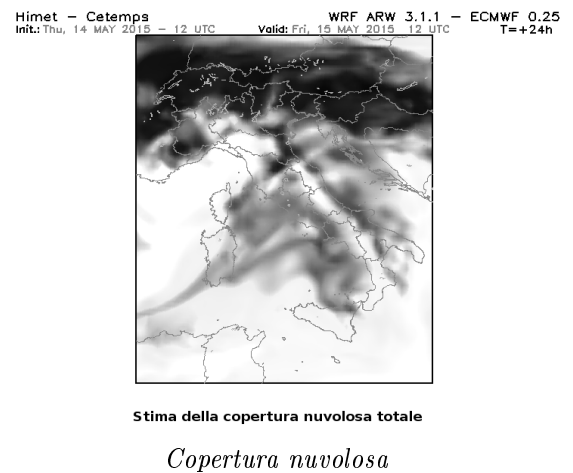 Himet – Cetemps WRF ARW 3.1.1 – ECMWF 0.25
Init.: Thu, 14 MAY 2015 – 12 UTC Valid: Fri, 15 MAY 2015 12 UTC T=+24h
Stima della copertura nuvolosa totale
Copertura nuvolosa